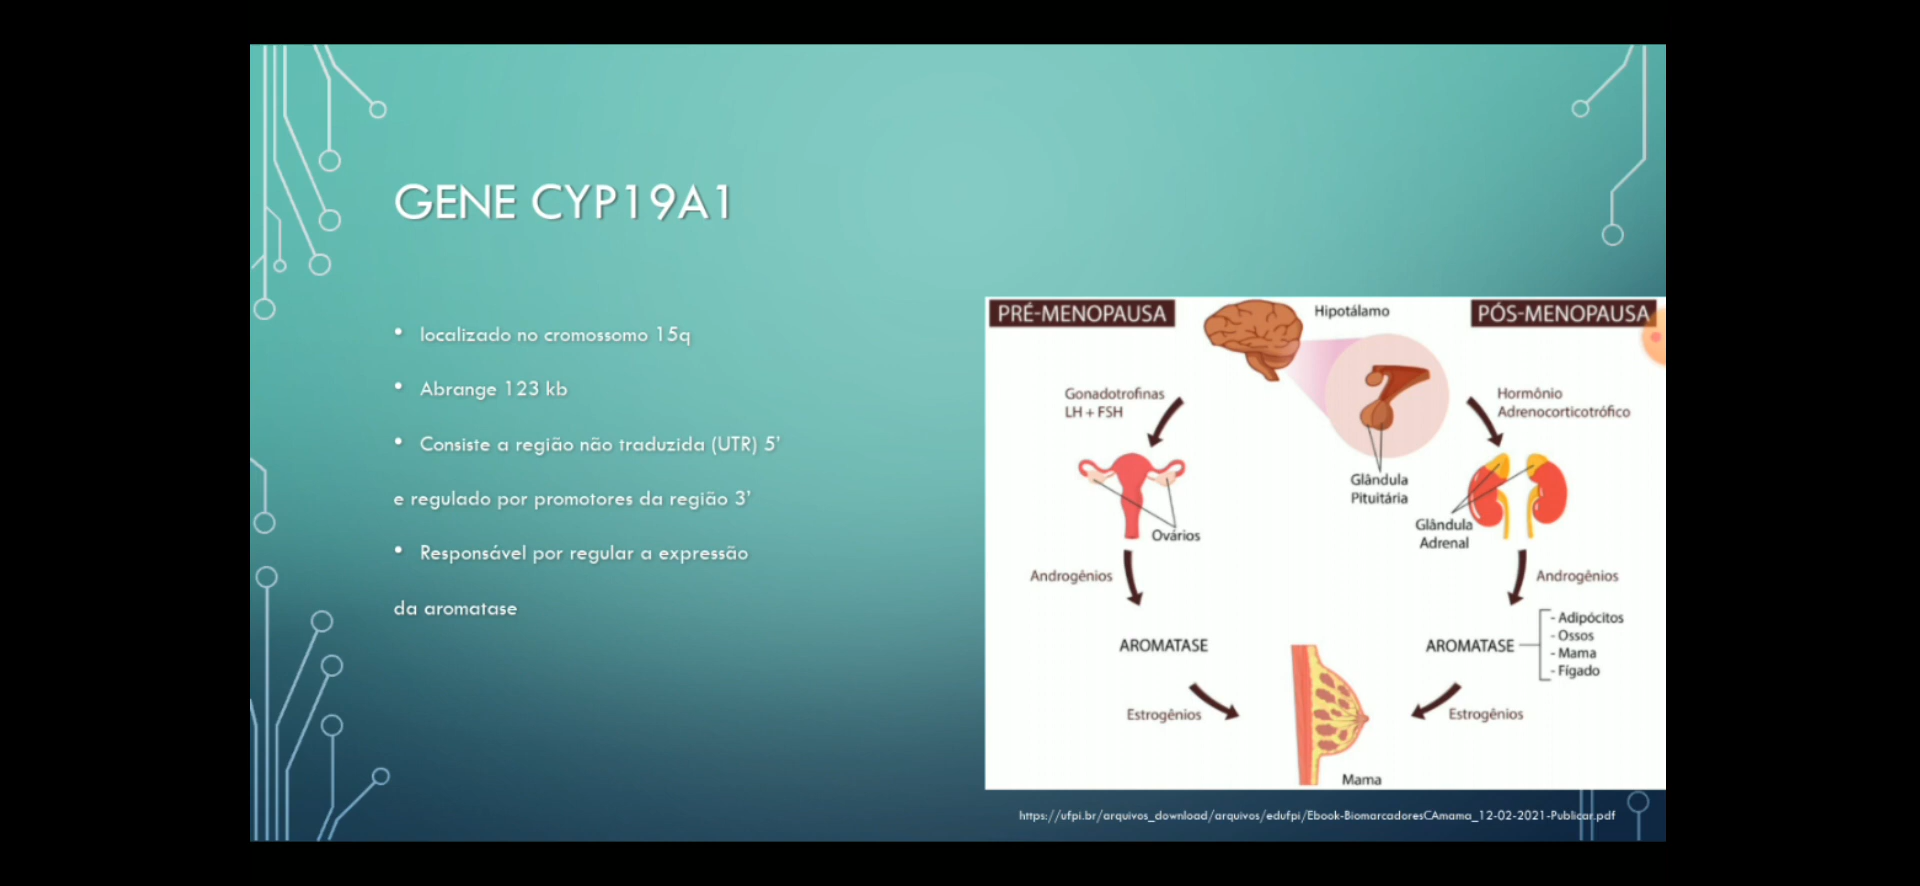 GENE CYP19A1
• localizado no cromossomo 15q
• Abrange 123 kb
• Consiste a região não traduzida (UTR) 5'
e regulado por promotores da região 3'
• Responsável por regular a expressão
da aromatase
PRÉ-MENOPAUSA
Hipotálamo
PÓS-MENOPAUSA
Gonadotrofinas
LH + FSH
Hormônio
Adrenocorticotrófico
Glândula
Pituitária
Ovários
Glândula
Adrenal
Androgênios
Androgênios
AROMATASE
AROMATASE
- Adipócitos
- Ossos
- Mama
- Fígado
Estrogênios
Estrogênios
Mama
https://ufpi.br/arquivos_download/arquivos/edufpi/Ebook-BiomarcadoresCAmama_12-02-2021-Publicar.pdf